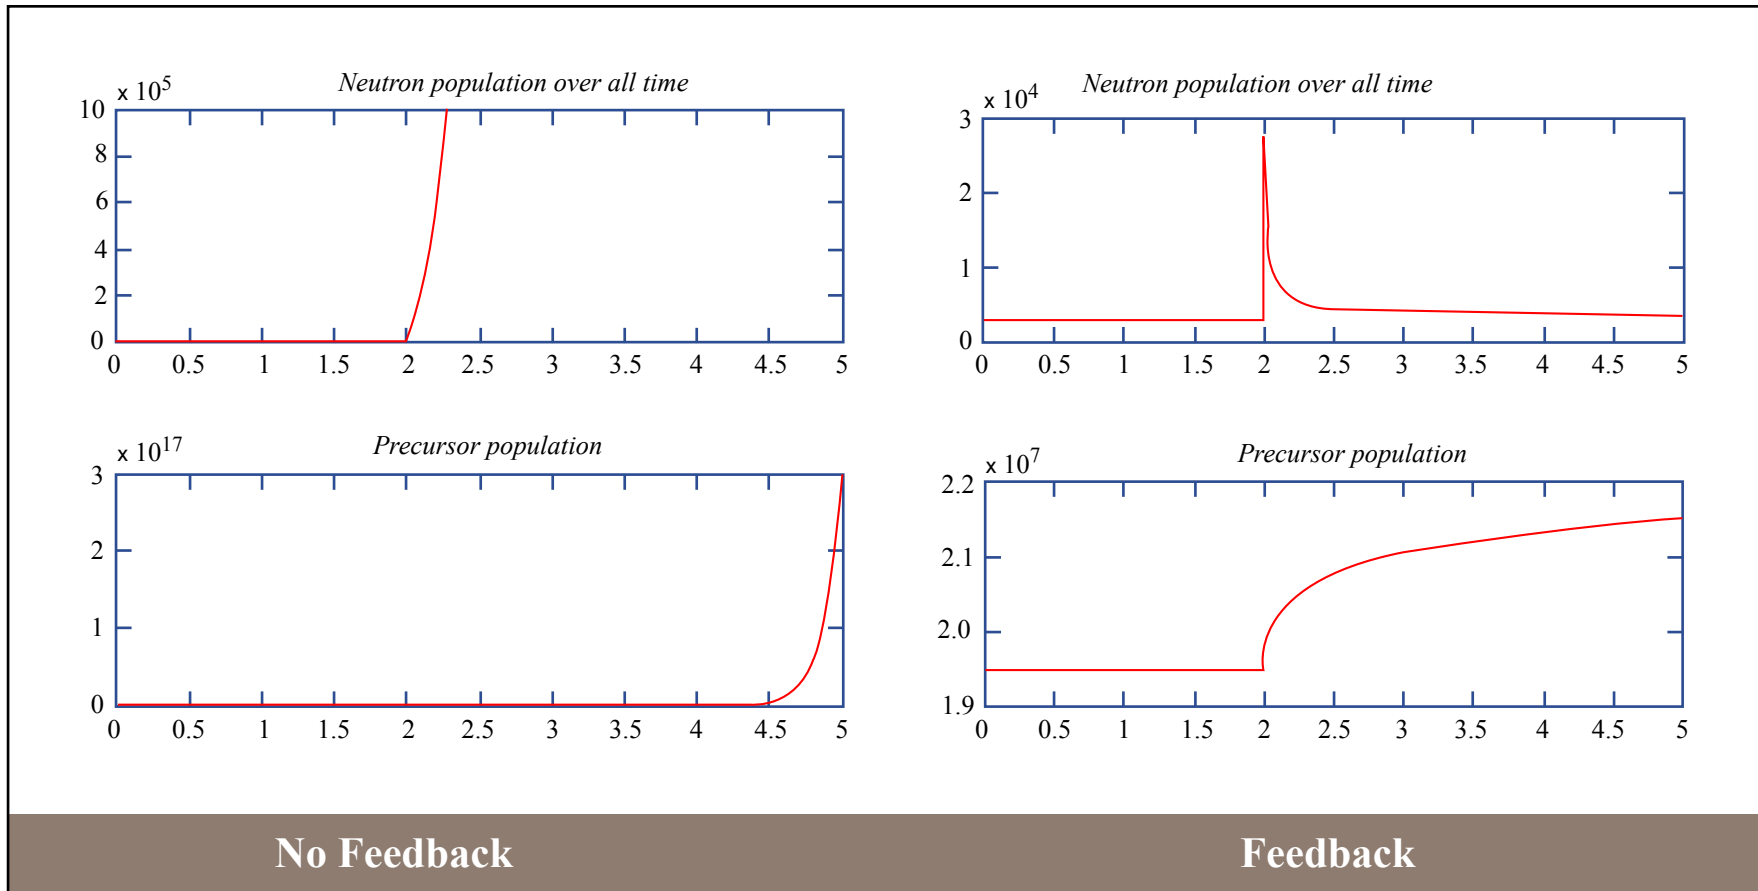 Neutron population over all time
x 10^5
10
8
6
4
2
0
0 0.5 1 1.5 2 2.5 3 3.5 4 4.5 5
Precursor population
x 10^17
3
2
1
0
0 0.5 1 1.5 2 2.5 3 3.5 4 4.5 5
No Feedback
Neutron population over all time
x 10^4
3
2
1
0
0 0.5 1 1.5 2 2.5 3 3.5 4 4.5 5
Precursor population
x 10^7
2.2
2.1
2.0
1.9
0 0.5 1 1.5 2 2.5 3 3.5 4 4.5 5
Feedback